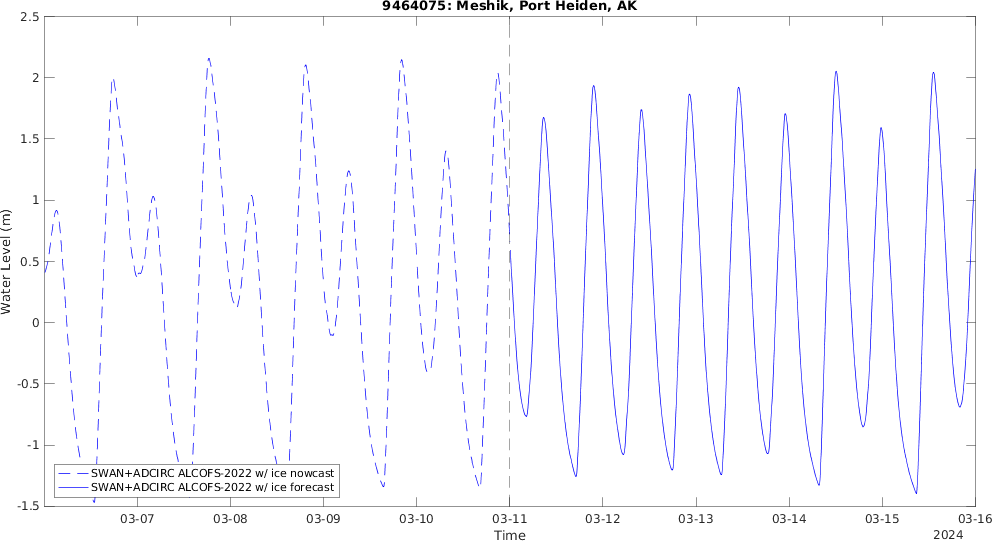 9464075: Meshik, Port Heiden, AK
Water Level (m)
2.5
2
1.5
1
0.5
0
-0.5
-1
-1.5
SWAN+ADCIRC ALCOFS-2022 w/ ice nowcast
SWAN+ADCIRC ALCOFS-2022 w/ ice forecast
03-07 03-08 03-09 03-10 03-11 03-12 03-13 03-14 03-15 03-16
Time
2024